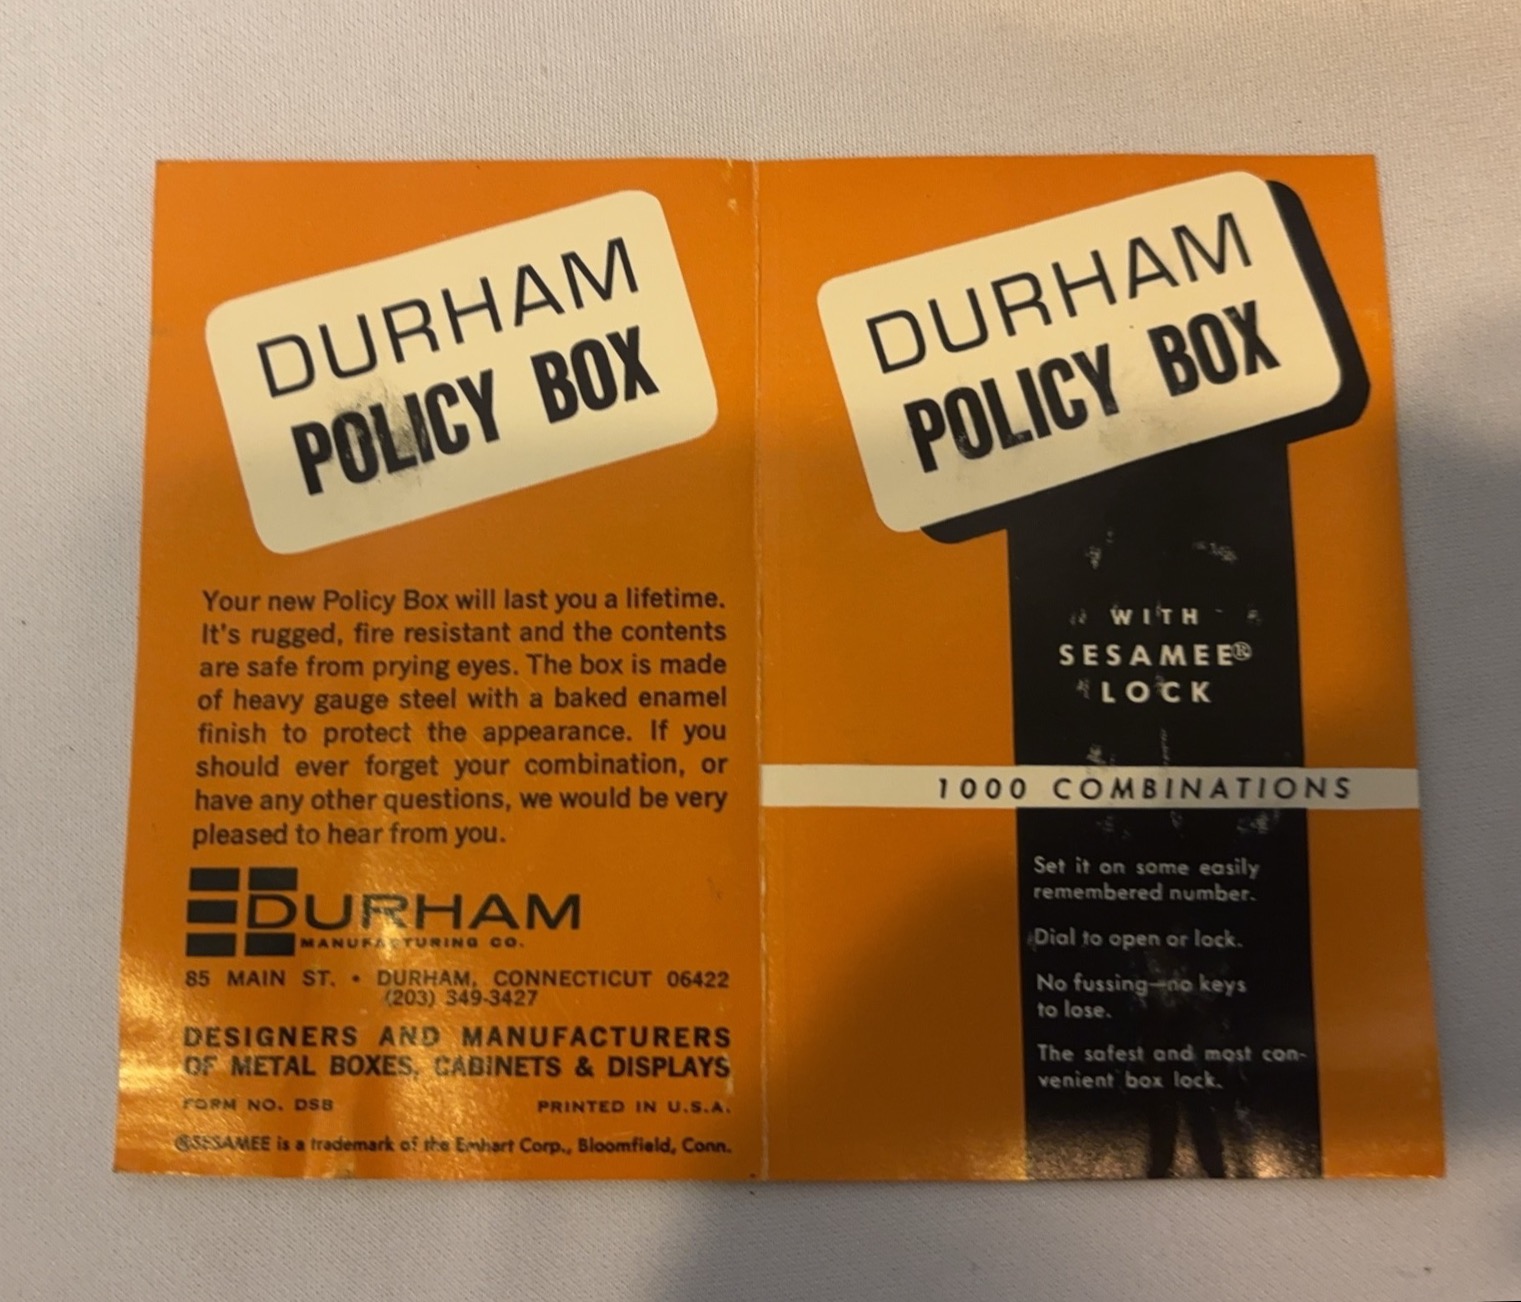 DURHAM
POLICY BOX
Your new Policy Box will last you a lifetime.
It's rugged, fire resistant and the contents
are safe from prying eyes. The box is made
of heavy gauge steel with a baked enamel
finish to protect the appearance. If you
should ever forget your combination, or
have any other questions, we would be very
pleased to hear from you.
DURHAM
MANUFACTURING CO.
85 MAIN ST. • DURHAM, CONNECTICUT 06422
(203) 349-3427
DESIGNERS AND MANUFACTURERS
OF METAL BOXES, CABINETS & DISPLAYS
FORM NO. DSB PRINTED IN U.S.A.
®SESAMEE is a trademark of the Emhart Corp., Bloomfield, Conn.
DURHAM
POLICY BOX
WITH
SESAMEE®
LOCK
1000 COMBINATIONS
Set it on some easily
remembered number.
Dial to open or lock.
No fussing—no keys
to lose.
The safest and most con-
venient box lock.